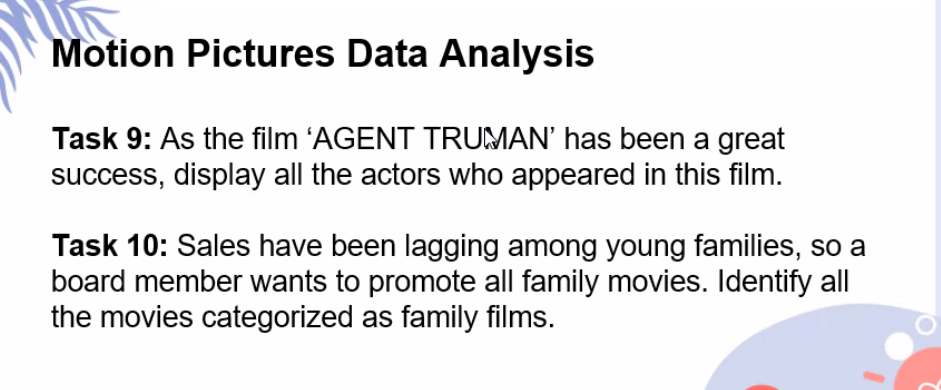 Motion Pictures Data Analysis
Task 9: As the film ‘AGENT TRUMAN’ has been a great
success, display all the actors who appeared in this film.
Task 10: Sales have been lagging among young families, so a
board member wants to promote all family movies. Identify all
the movies categorized as family films.